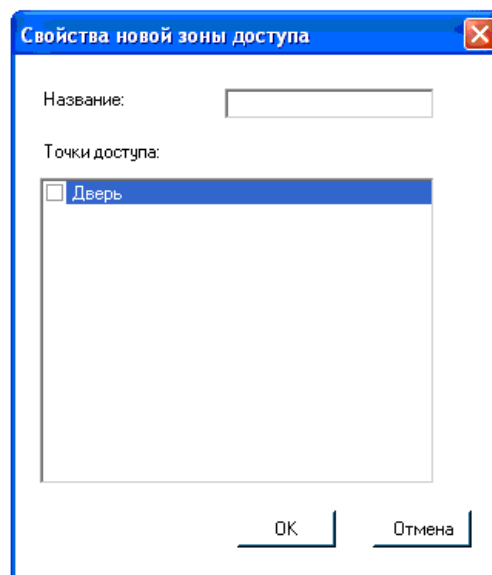 Свойства новой зоны доступа
Название:
Точки доступа:
Дверь
OK
Отмена